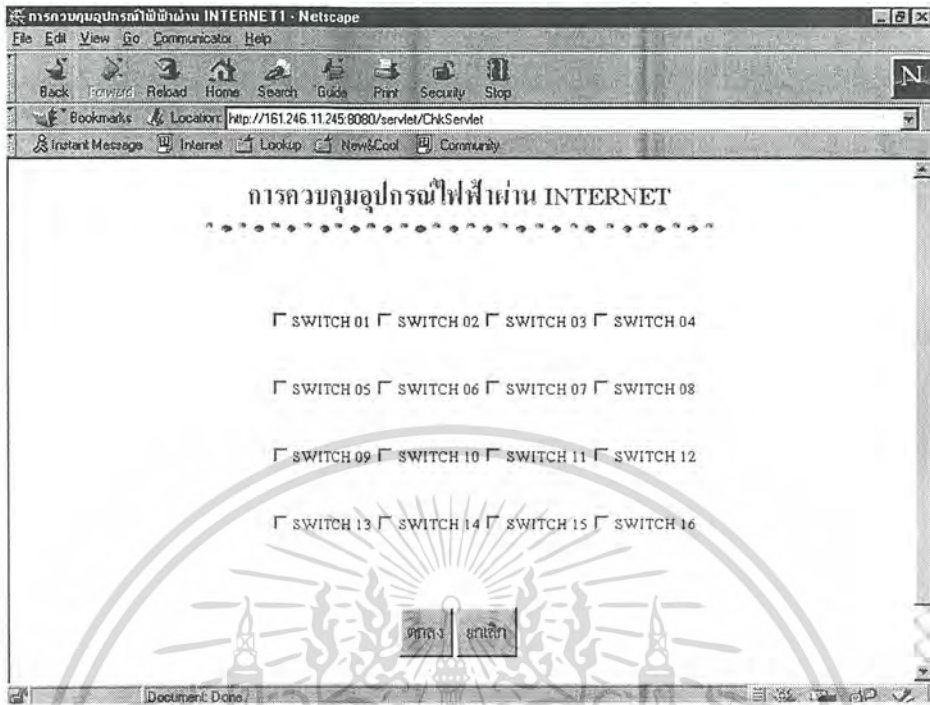 การควบคุมอุปกรณ์ไฟฟ้าผ่าน INTERNET1 - Netscape
File Edit View Go Communicator Help
Back Forward Reload Home Search Guide Print Security Stop
N
Bookmarks Location: http://161.246.11.245:8080/servlet/ChkServlet
Instant Message Internet Lookup New&Cool Community
การควบคุมอุปกรณ์ไฟฟ้าผ่าน INTERNET
SWITCH 01 SWITCH 02 SWITCH 03 SWITCH 04
SWITCH 05 SWITCH 06 SWITCH 07 SWITCH 08
SWITCH 09 SWITCH 10 SWITCH 11 SWITCH 12
SWITCH 13 SWITCH 14 SWITCH 15 SWITCH 16
ตกลง ยกเลิก
Document: Done